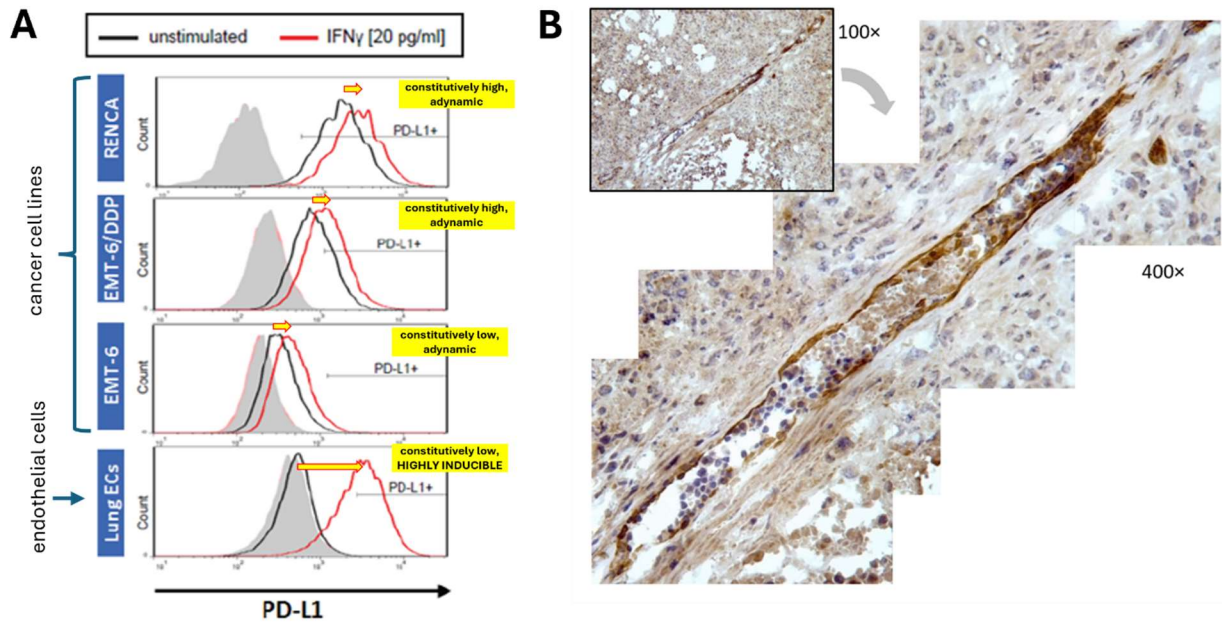 A
unstimulated
IFNγ [20 pg/ml]
cancer cell lines
RENCA
Count
constitutively high,
adynamic
PD-L1+
EMT-6/DDP
Count
constitutively high,
adynamic
PD-L1+
EMT-6
Count
constitutively low,
adynamic
PD-L1+
endothelial cells
Lung ECs
Count
constitutively low,
HIGHLY INDUCIBLE
PD-L1+
PD-L1
B
100×
400×